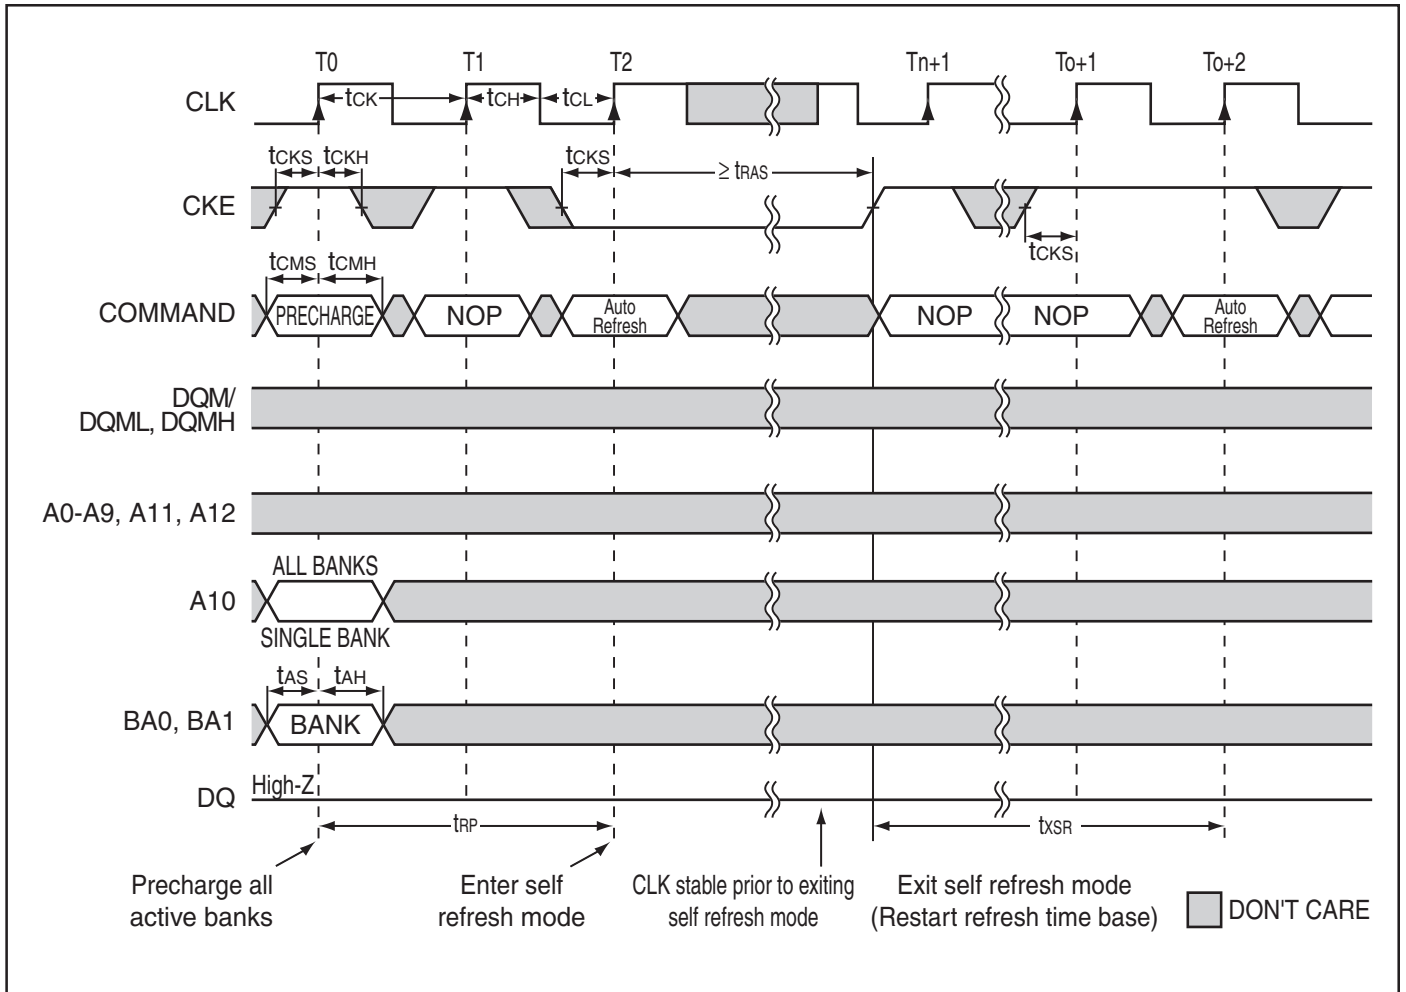 T0 T1 T2 Tn+1 To+1 To+2
CLK tCK tCH tCL
tCKS tCKH tCKS ≥ tRAS
CKE
tCKS
tCMS tCMH
COMMAND PRECHARGE NOP Auto Refresh NOP NOP Auto Refresh
DQM/
DQML, DQMH
A0-A9, A11, A12
ALL BANKS
A10
SINGLE BANK
tAS tAH
BA0, BA1 BANK
DQ High-Z
tRP tXSR
Precharge all
active banks
Enter self
refresh mode
CLK stable prior to exiting
self refresh mode
Exit self refresh mode
(Restart refresh time base)
DON'T CARE